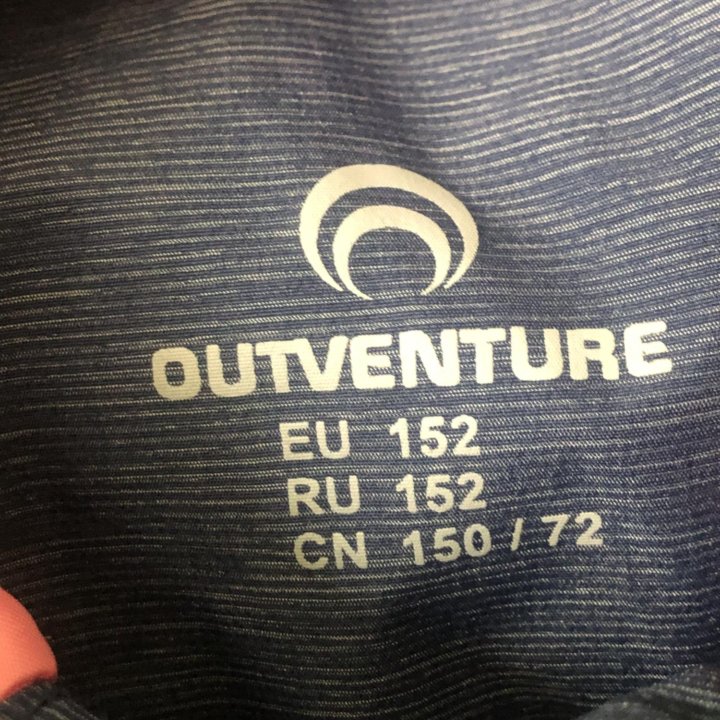 OUTVENTURE
EU 152
RU 152
CN 150 / 72